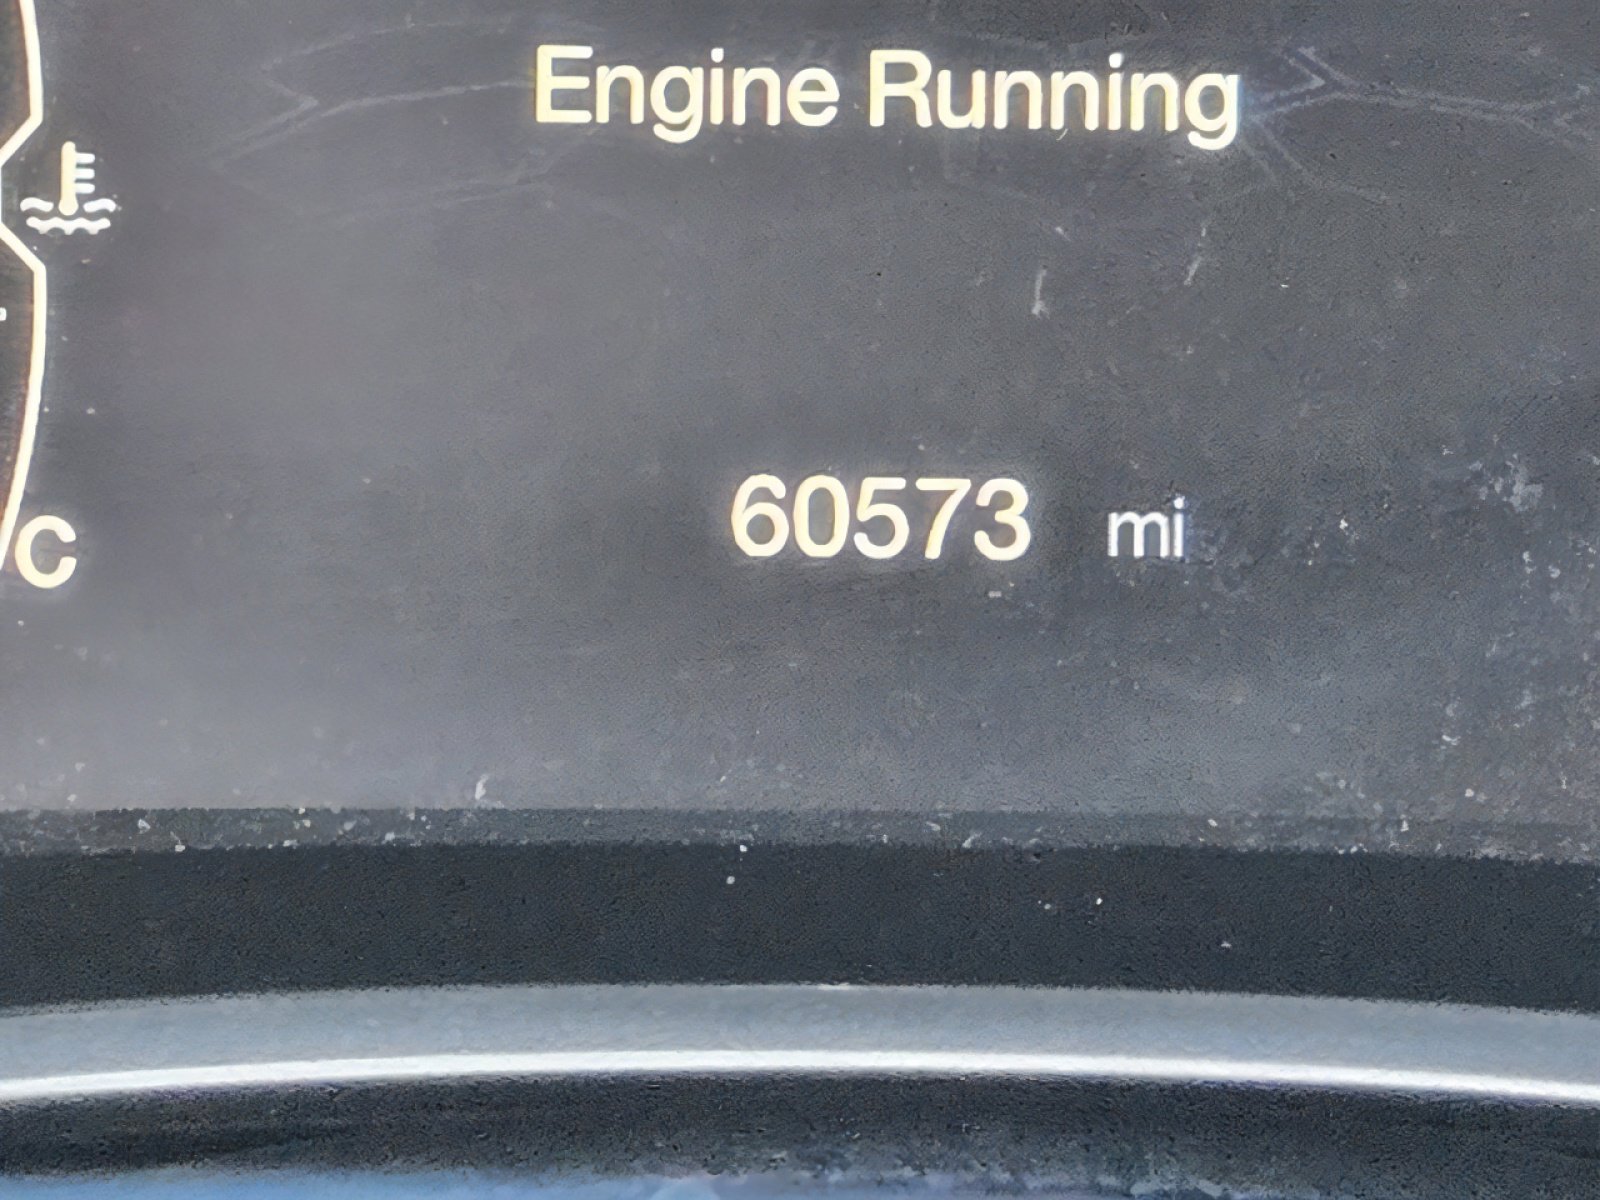 Engine Running
60573 mi
C